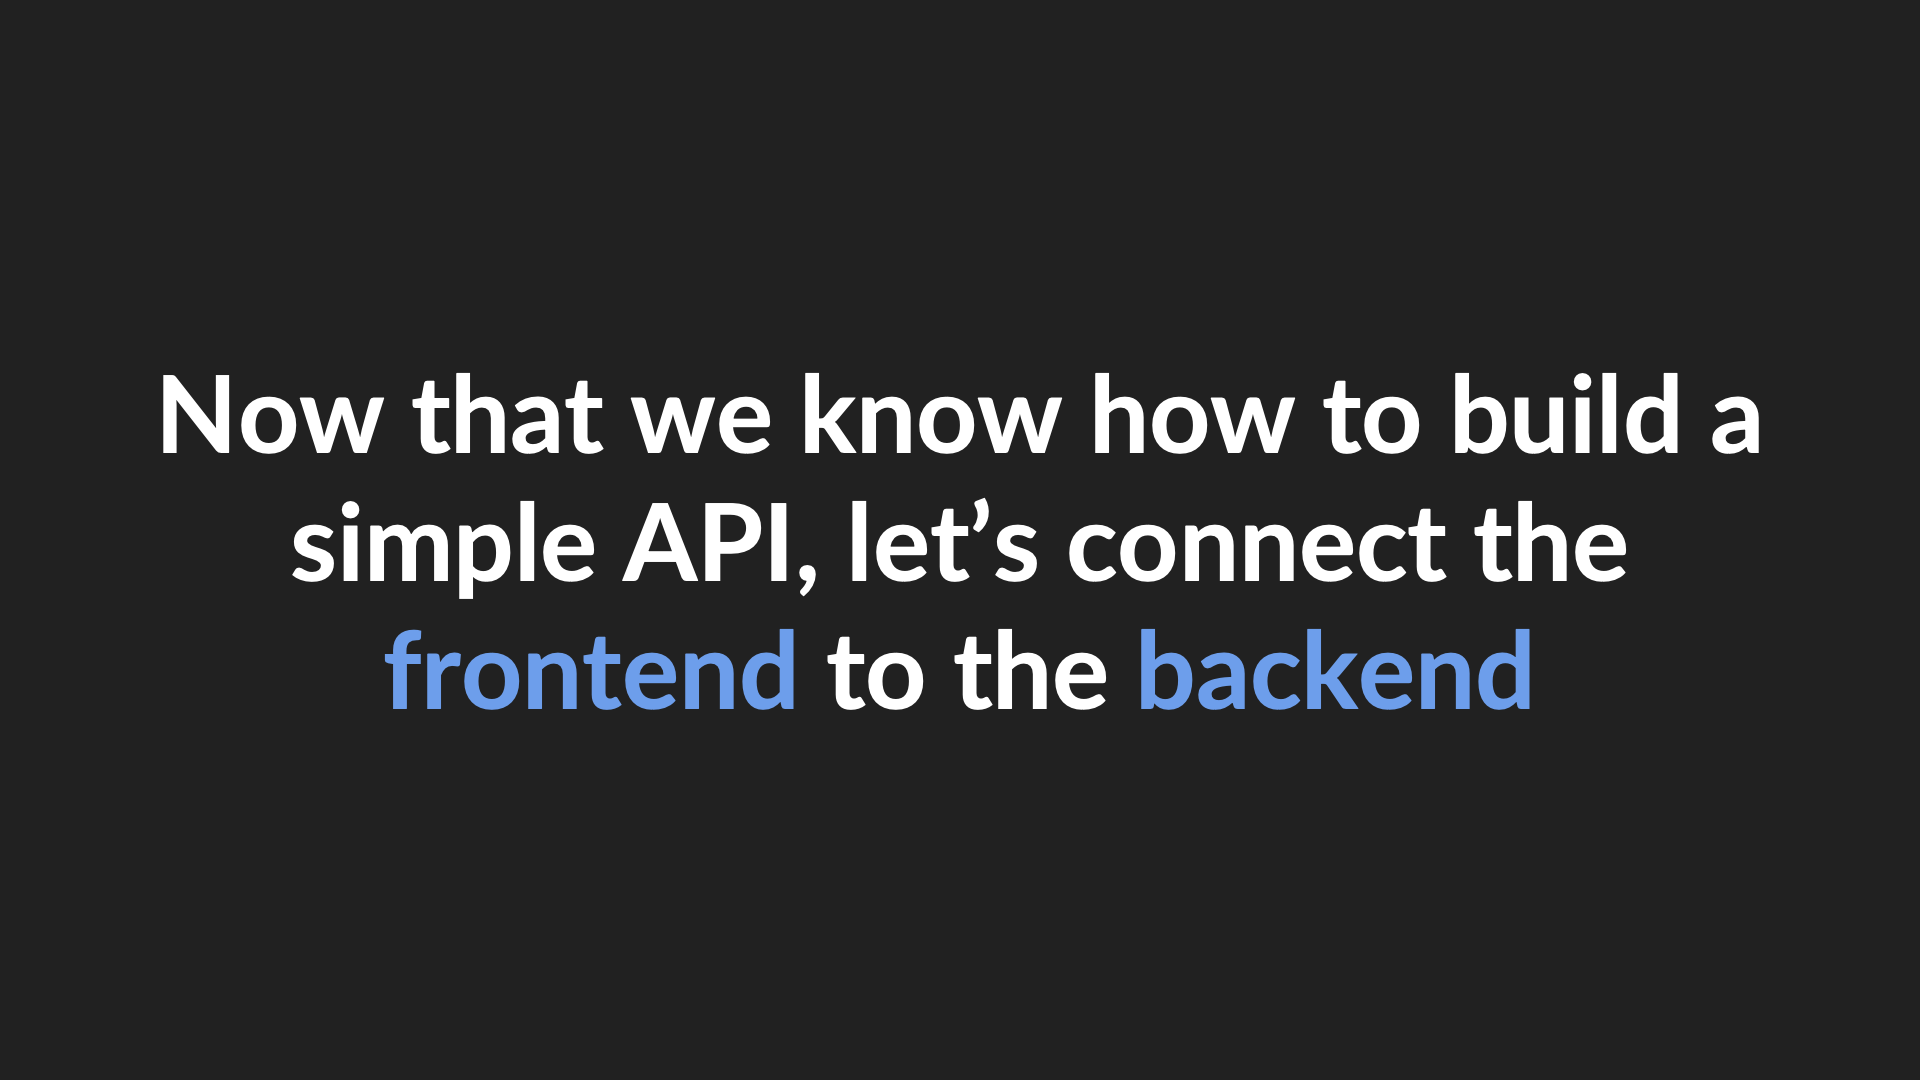 Now that we know how to build a
simple API, let’s connect the
frontend to the backend